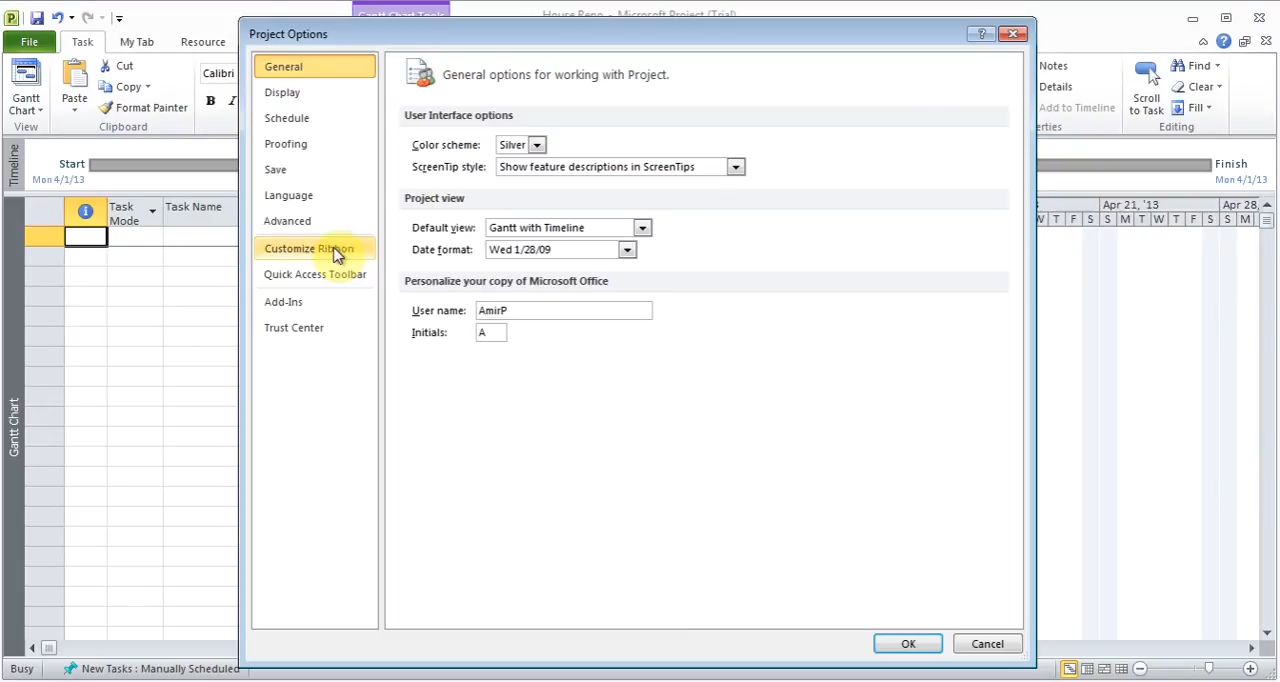 Gantt Chart Tools
House Reno - Microsoft Project (Trial)
Project Options
File Task My Tab Resource
Cut
Copy
Format Painter
Gantt Chart
Paste
View
Clipboard
Calibri
B I
Notes
Details
Add to Timeline
erties
Scroll to Task
Find
Clear
Fill
Editing
Timeline
Start
Mon 4/1/13
Finish
Mon 4/1/13
Task Mode
Task Name
Apr 21, '13
Apr 28,
W T F S S M T W T F S S M
Gantt Chart
General
Display
Schedule
Proofing
Save
Language
Advanced
Customize Ribbon
Quick Access Toolbar
Add-Ins
Trust Center
General options for working with Project.
User Interface options
Color scheme: Silver
ScreenTip style: Show feature descriptions in ScreenTips
Project view
Default view: Gantt with Timeline
Date format: Wed 1/28/09
Personalize your copy of Microsoft Office
User name: AmirP
Initials: A
OK
Cancel
Busy
New Tasks : Manually Scheduled